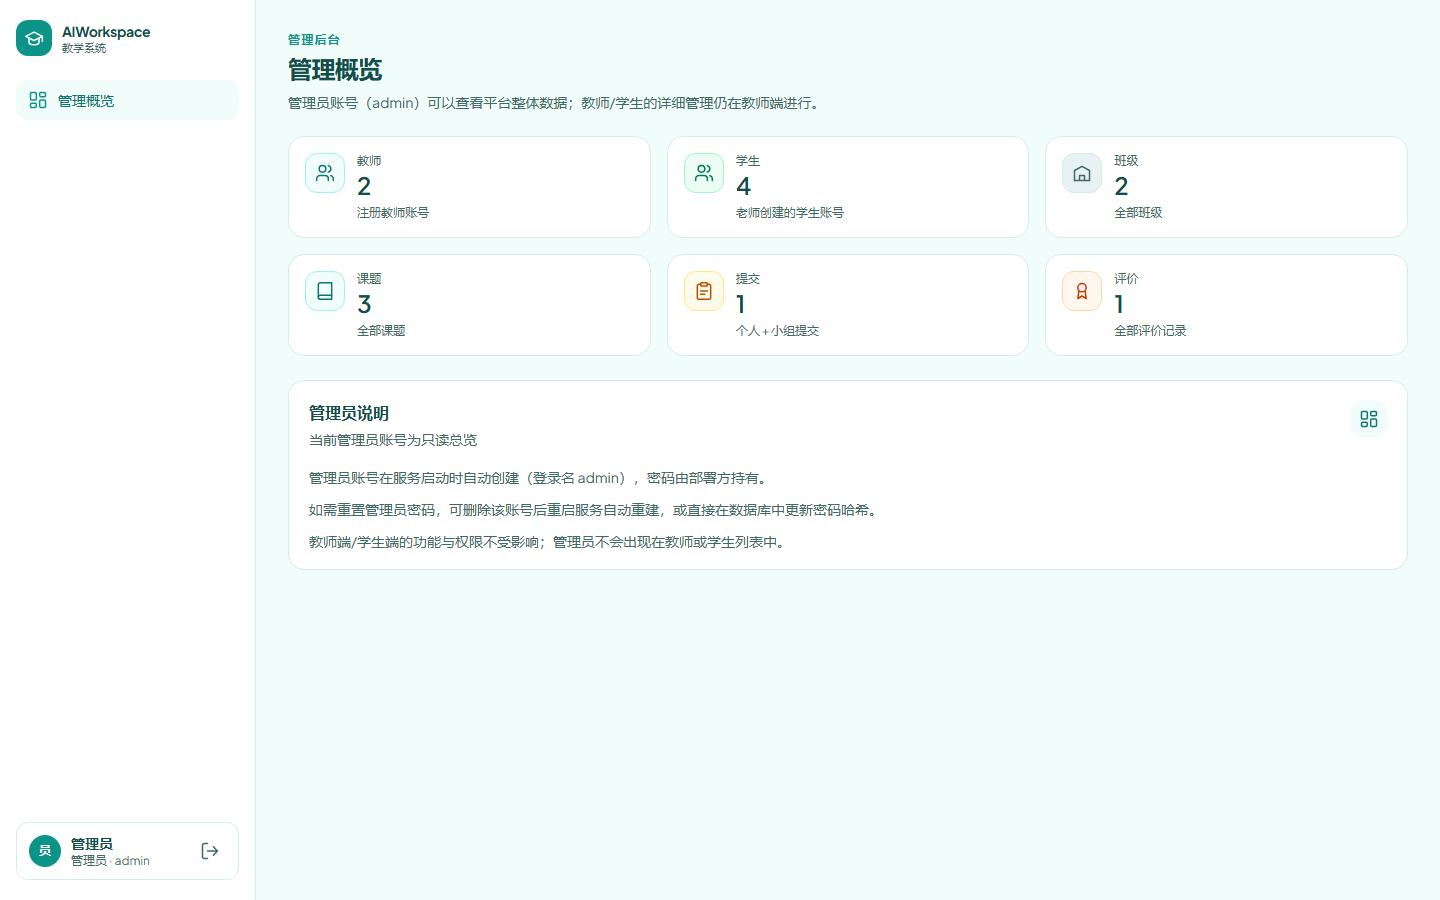 AIWorkspace
教学系统
管理概览
管理后台
管理概览
管理员账号（admin）可以查看平台整体数据；教师/学生的详细管理仍在教师端进行。
教师
2
注册教师账号
学生
4
老师创建的学生账号
班级
2
全部班级
课题
3
全部课题
提交
1
个人 + 小组提交
评价
1
全部评价记录
管理员说明
当前管理员账号为只读总览
管理员账号在服务启动时自动创建（登录名 admin），密码由部署方持有。
如需重置管理员密码，可删除该账号后重启服务自动重建，或直接在数据库中更新密码哈希。
教师端/学生端的功能与权限不受影响；管理员不会出现在教师或学生列表中。
员
管理员
管理员 · admin